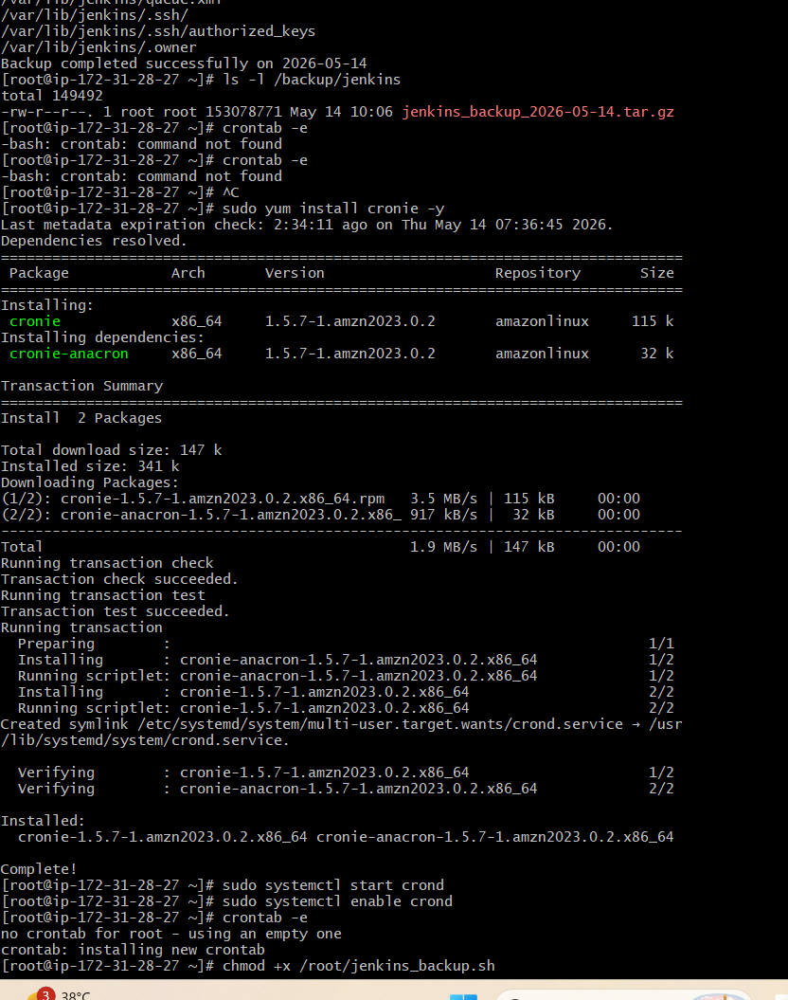 /var/lib/jenkins/queue.xml
/var/lib/jenkins/.ssh/
/var/lib/jenkins/.ssh/authorized_keys
/var/lib/jenkins/.owner
Backup completed successfully on 2026-05-14
[root@ip-172-31-28-27 ~]# ls -l /backup/jenkins
total 149492
-rw-r--r--. 1 root root 153078771 May 14 10:06 jenkins_backup_2026-05-14.tar.gz
[root@ip-172-31-28-27 ~]# crontab -e
-bash: crontab: command not found
[root@ip-172-31-28-27 ~]# crontab -e
-bash: crontab: command not found
[root@ip-172-31-28-27 ~]# ^C
[root@ip-172-31-28-27 ~]# sudo yum install cronie -y
Last metadata expiration check: 2:34:11 ago on Thu May 14 07:36:45 2026.
Dependencies resolved.
================================================================================
Package Arch Version Repository Size
================================================================================
Installing:
cronie x86_64 1.5.7-1.amzn2023.0.2 amazonlinux 115 k
Installing dependencies:
cronie-anacron x86_64 1.5.7-1.amzn2023.0.2 amazonlinux 32 k
Transaction Summary
================================================================================
Install 2 Packages
Total download size: 147 k
Installed size: 341 k
Downloading Packages:
(1/2): cronie-1.5.7-1.amzn2023.0.2.x86_64.rpm 3.5 MB/s | 115 kB 00:00
(2/2): cronie-anacron-1.5.7-1.amzn2023.0.2.x86_ 917 kB/s | 32 kB 00:00
--------------------------------------------------------------------------------
Total 1.9 MB/s | 147 kB 00:00
Running transaction check
Transaction check succeeded.
Running transaction test
Transaction test succeeded.
Running transaction
Preparing : 1/1
Installing : cronie-anacron-1.5.7-1.amzn2023.0.2.x86_64 1/2
Running scriptlet: cronie-anacron-1.5.7-1.amzn2023.0.2.x86_64 1/2
Installing : cronie-1.5.7-1.amzn2023.0.2.x86_64 2/2
Running scriptlet: cronie-1.5.7-1.amzn2023.0.2.x86_64 2/2
Created symlink /etc/systemd/system/multi-user.target.wants/crond.service → /usr
/lib/systemd/system/crond.service.
Verifying : cronie-1.5.7-1.amzn2023.0.2.x86_64 1/2
Verifying : cronie-anacron-1.5.7-1.amzn2023.0.2.x86_64 2/2
Installed:
cronie-1.5.7-1.amzn2023.0.2.x86_64 cronie-anacron-1.5.7-1.amzn2023.0.2.x86_64
Complete!
[root@ip-172-31-28-27 ~]# sudo systemctl start crond
[root@ip-172-31-28-27 ~]# sudo systemctl enable crond
[root@ip-172-31-28-27 ~]# crontab -e
no crontab for root - using an empty one
crontab: installing new crontab
[root@ip-172-31-28-27 ~]# chmod +x /root/jenkins_backup.sh
3 38°C